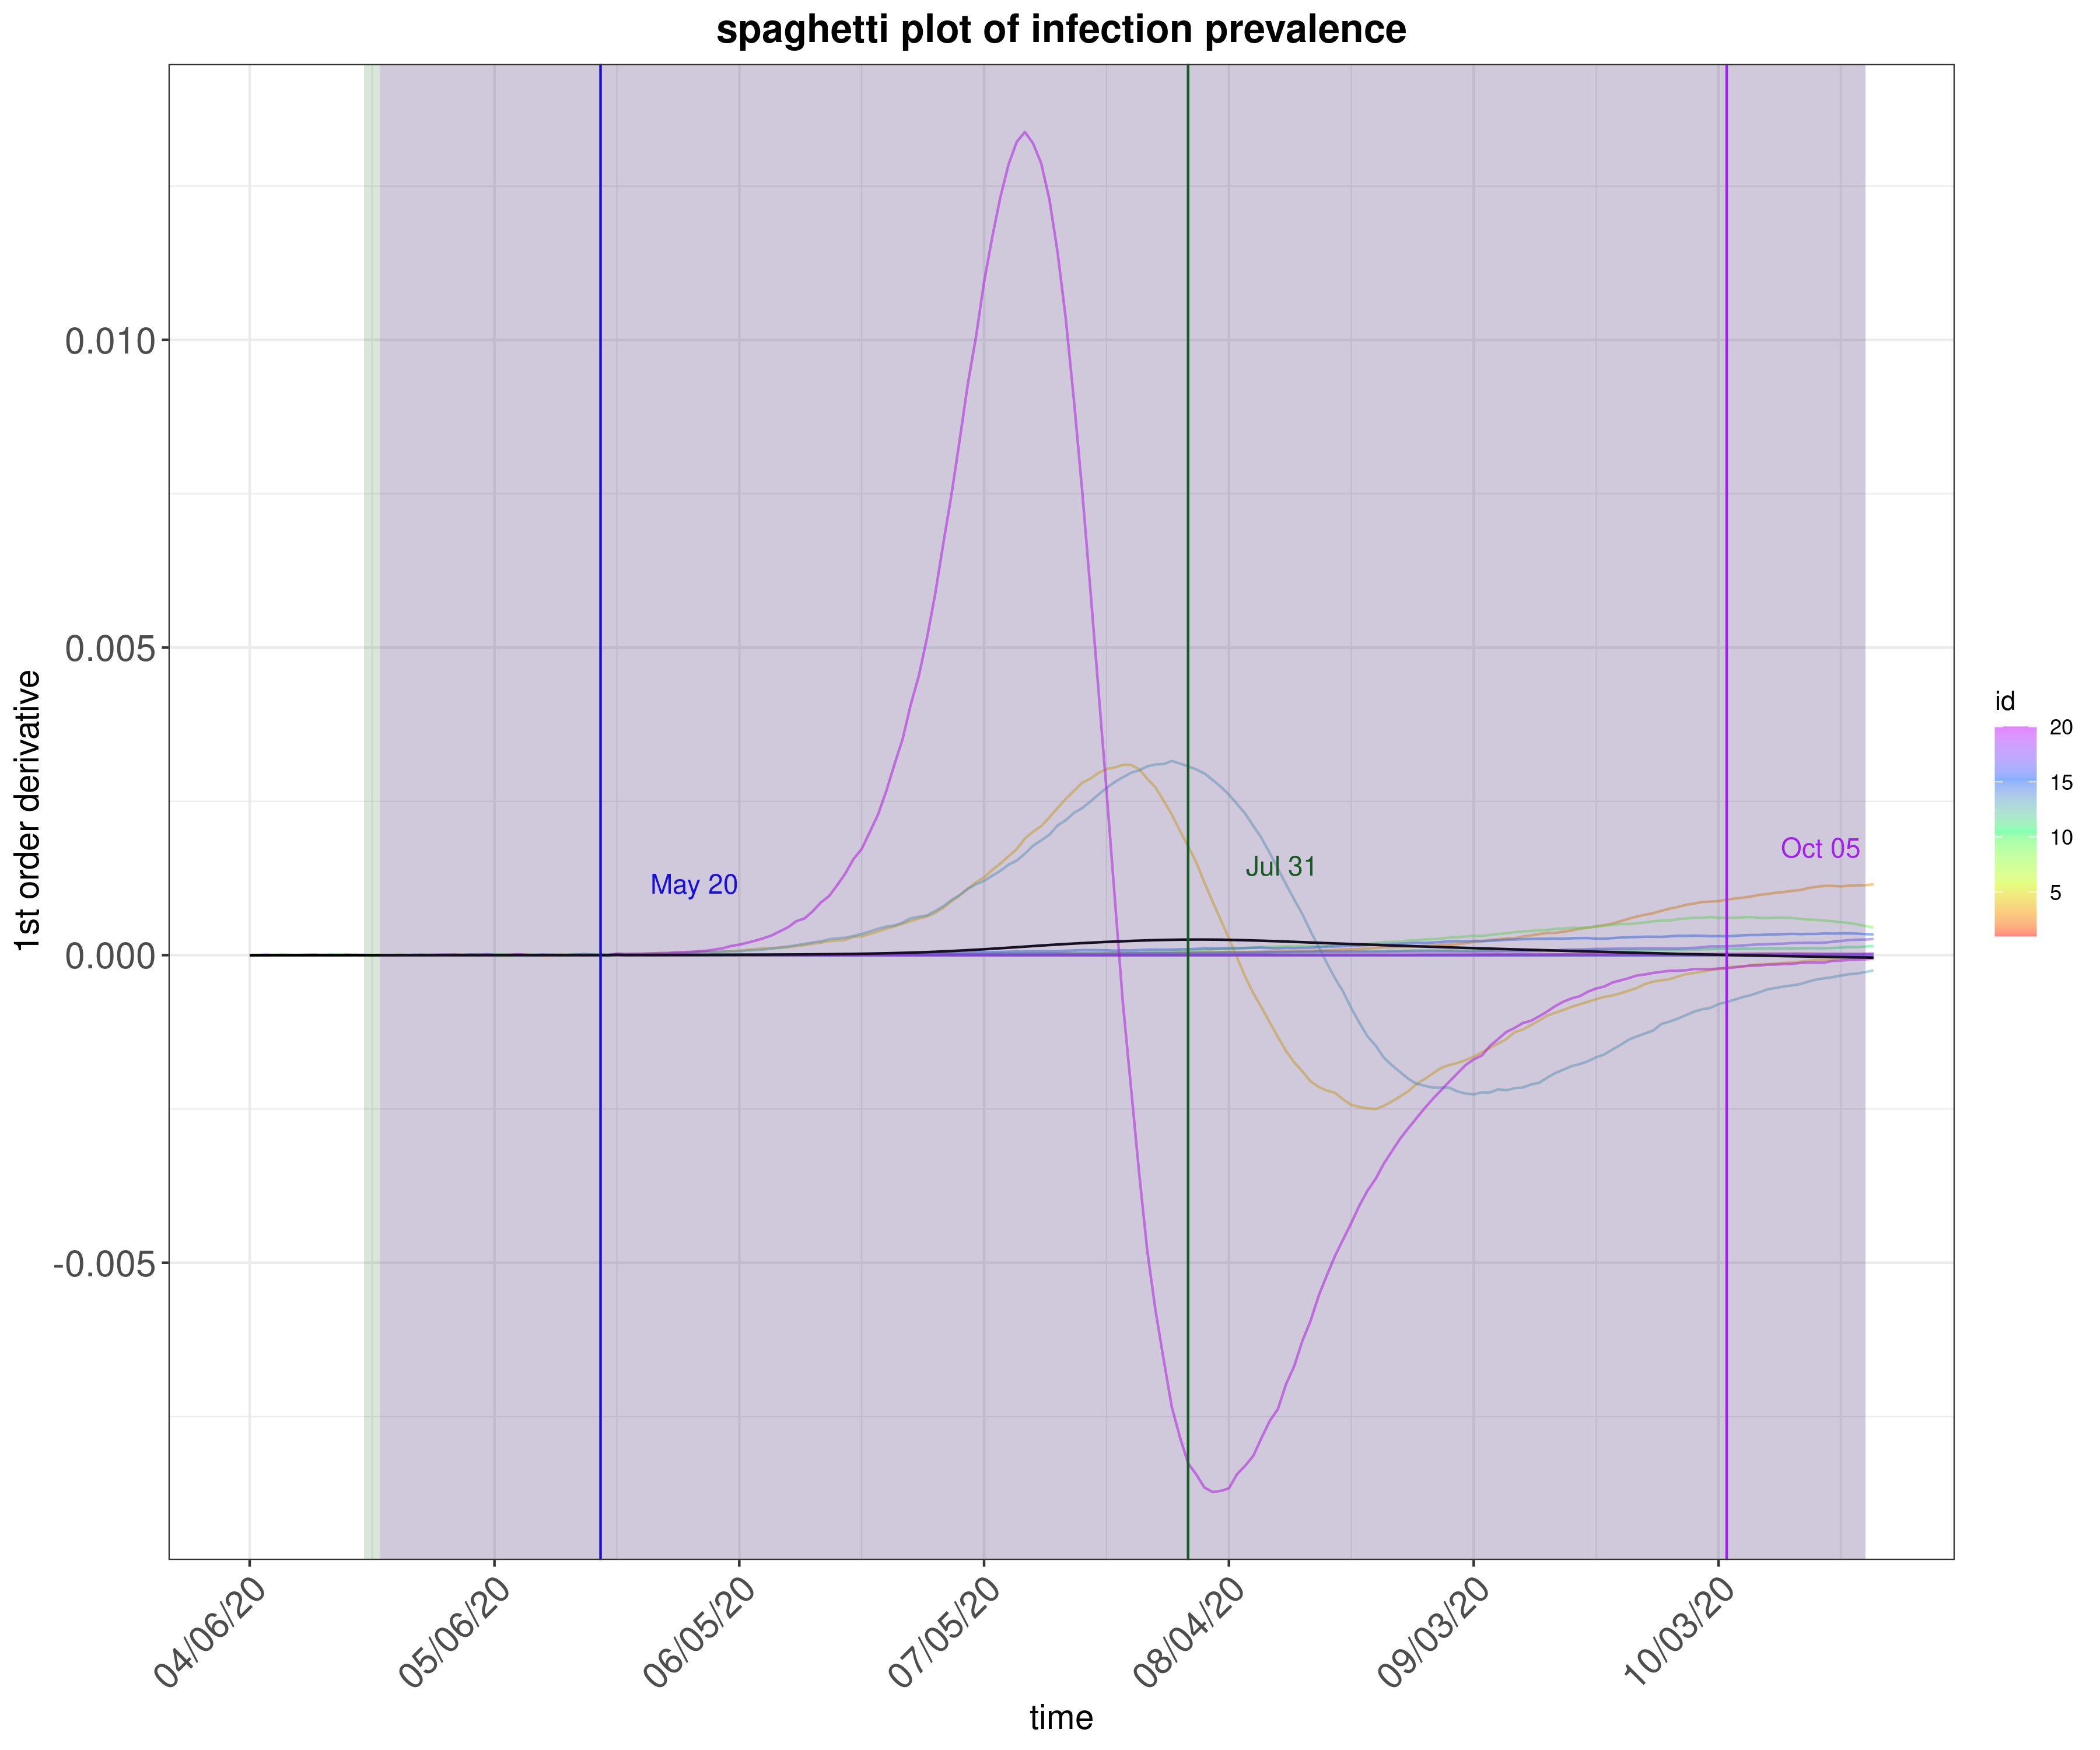 spaghetti plot of infection prevalence
1st order derivative
0.010
0.005
0.000
-0.005
May 20
Jul 31
Oct 05
id
20
15
10
5
04/06/20
05/06/20
06/05/20
07/05/20
08/04/20
09/03/20
10/03/20
time